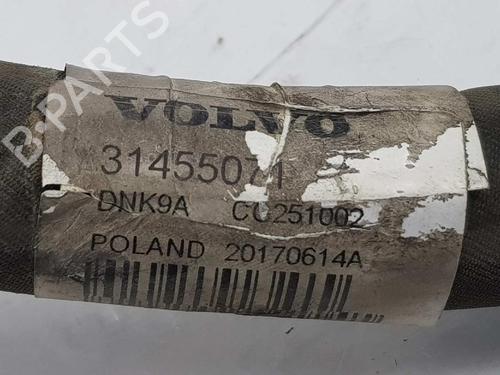 B-PARTS
VOLVO
31455071
DNK9A CC251002
POLAND 20170614A